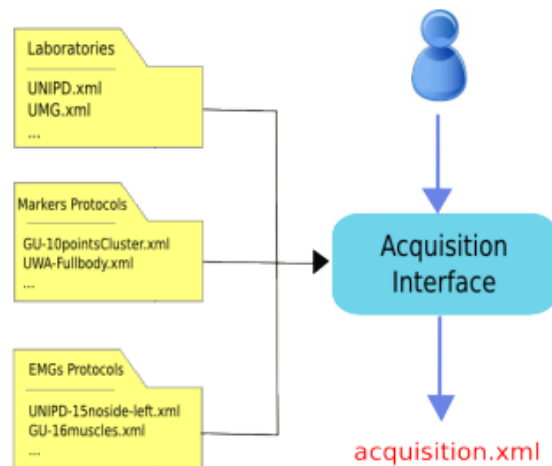 Laboratories
UNIPD.xml
UMG.xml
...
Markers Protocols
GU-10pointsCluster.xml
UWA-Fullbody.xml
...
EMGs Protocols
UNIPD-15noside-left.xml
GU-16muscles.xml
....
Acquisition
Interface
acquisition.xml